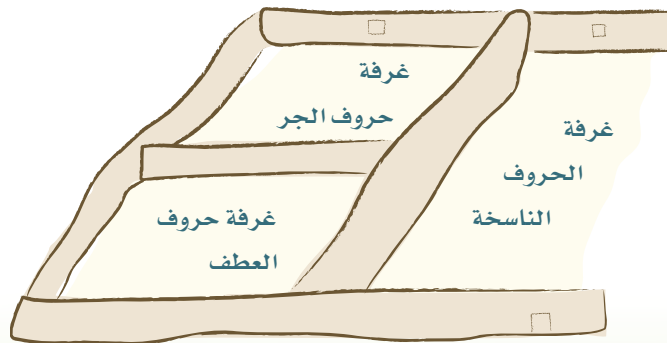 غرفة
حروف الجر
غرفة
الحروف
الناسخة
غرفة حروف
العطف